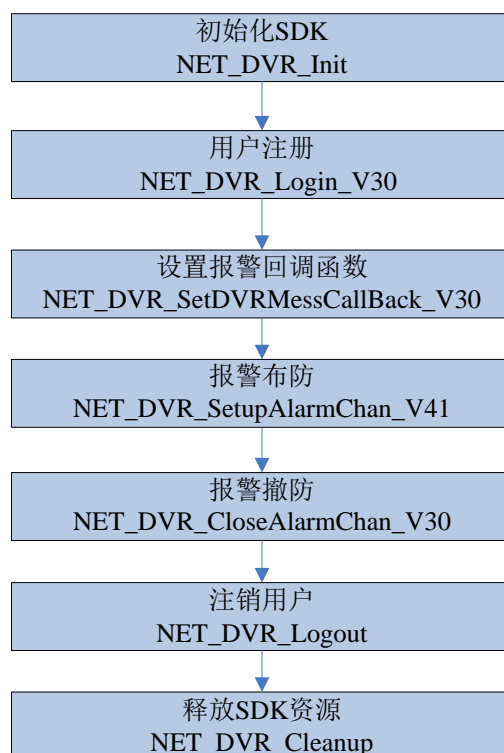 初始化SDK
NET_DVR_Init
用户注册
NET_DVR_Login_V30
设置报警回调函数
NET_DVR_SetDVRMessCallBack_V30
报警布防
NET_DVR_SetupAlarmChan_V41
报警撤防
NET_DVR_CloseAlarmChan_V30
注销用户
NET_DVR_Logout
释放SDK资源
NET_DVR_Cleanup